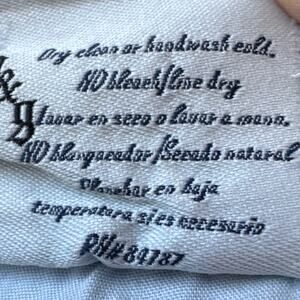 Dry clean or handwash cold.
NO bleach/line dry
& g
lavar en seco o lavar a mano.
NO blanqueador/Secado natural
Planchar en baja
temperatura si es necesario
RN# 84787